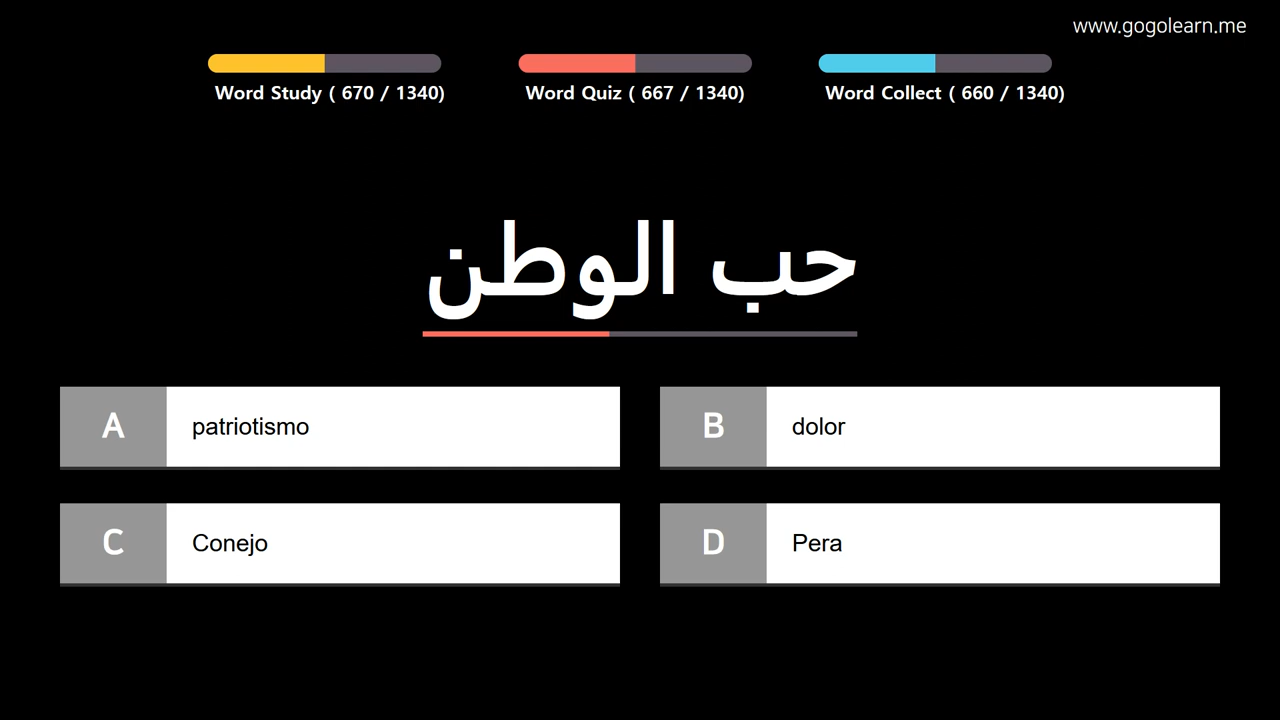 www.gogolearn.me
Word Study ( 670 / 1340)
Word Quiz ( 667 / 1340)
Word Collect ( 660 / 1340)
حب الوطن
A patriotismo
B dolor
C Conejo
D Pera